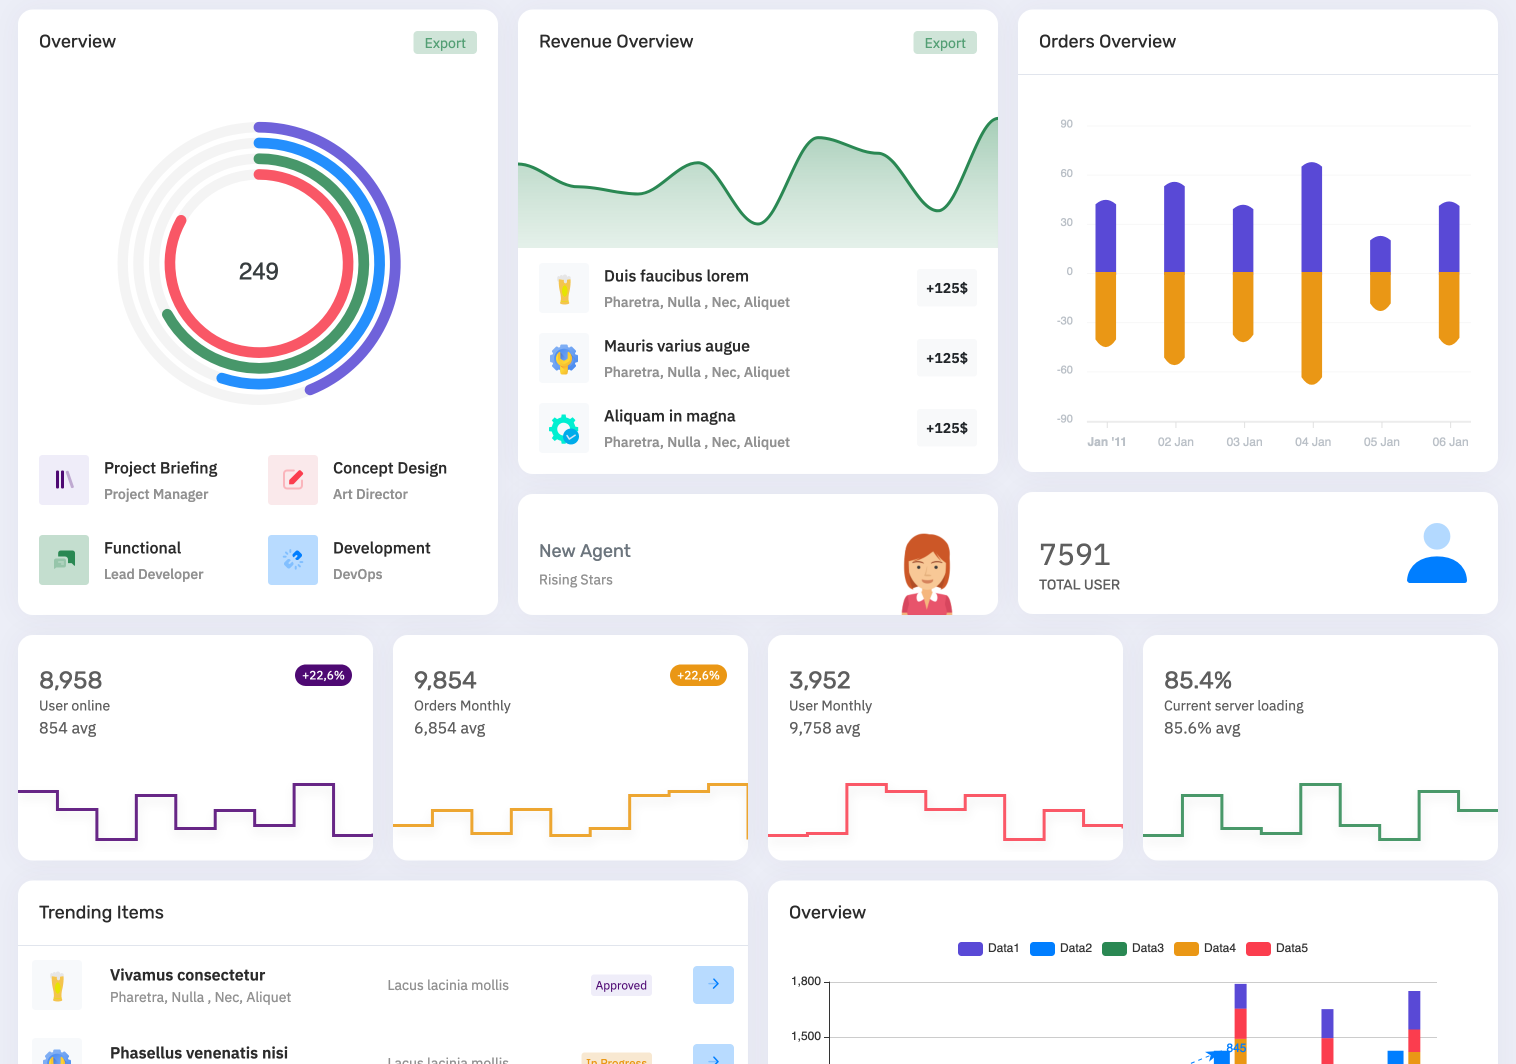 Overview
Export
249
Project Briefing
Project Manager
Concept Design
Art Director
Functional
Lead Developer
Development
DevOps
Revenue Overview
Export
Duis faucibus lorem
Pharetra, Nulla , Nec, Aliquet
+125$
Mauris varius augue
Pharetra, Nulla , Nec, Aliquet
+125$
Aliquam in magna
Pharetra, Nulla , Nec, Aliquet
+125$
Orders Overview
90
60
30
0
-30
-60
-90
Jan '11 02 Jan 03 Jan 04 Jan 05 Jan 06 Jan
New Agent
Rising Stars
7591
TOTAL USER
8,958
+22,6%
User online
854 avg
9,854
+22,6%
Orders Monthly
6,854 avg
3,952
User Monthly
9,758 avg
85.4%
Current server loading
85.6% avg
Trending Items
Vivamus consectetur
Pharetra, Nulla , Nec, Aliquet
Lacus lacinia mollis
Approved
Phasellus venenatis nisi
Lacus lacinia mollis
In Progress
Overview
Data1 Data2 Data3 Data4 Data5
1,800
1,500
845